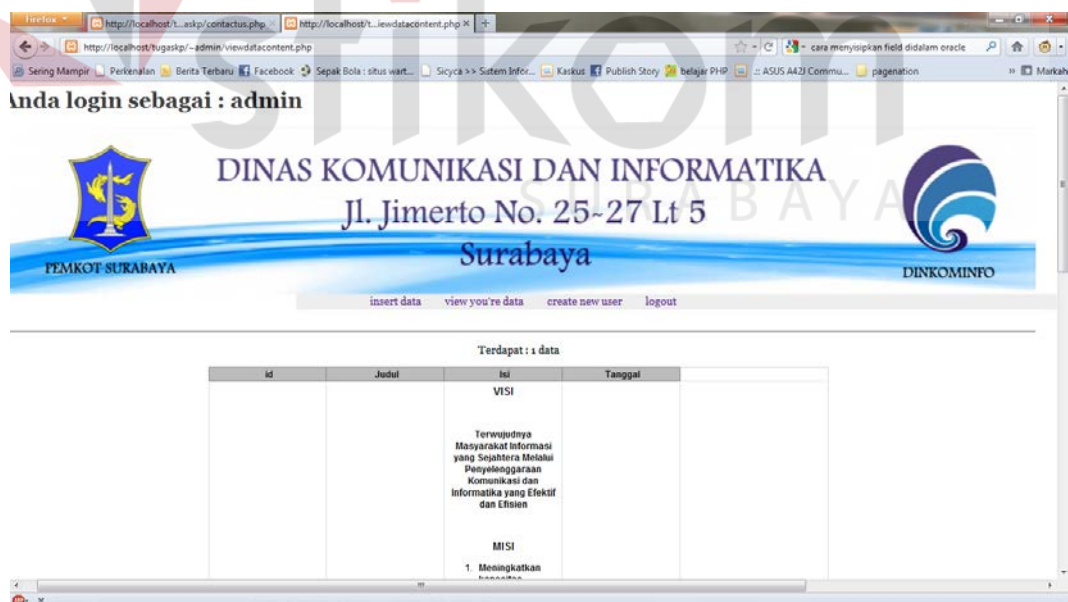 Firefox
http://localhost/t...askp/contactus.php
http://localhost/t...iewdatacontent.php
http://localhost/tugaskp/~admin/viewdatacontent.php
cara menyisipkan field didalam oracle
Sering Mampir
Perkenalan
Berita Terbaru
Facebook
Sepak Bola : situs wart...
Sicyca >> Sistem Infor...
Kaskus
Publish Story
belajar PHP
.:: ASUS A42J Commu...
pagenation
Markah
Anda login sebagai : admin
stikom
SURABAYA
DINAS KOMUNIKASI DAN INFORMATIKA
Jl. Jimerto No. 25~27 Lt 5
Surabaya
PEMKOT SURABAYA
DINKOMINFO
insert data view you're data create new user logout
Terdapat : 1 data
id Judul Isi Tanggal
VISI
Terwujudnya
Masyarakat Informasi
yang Sejahtera Melalui
Penyelenggaraan
Komunikasi dan
Informatika yang Efektif
dan Efisien
MISI
1. Meningkatkan